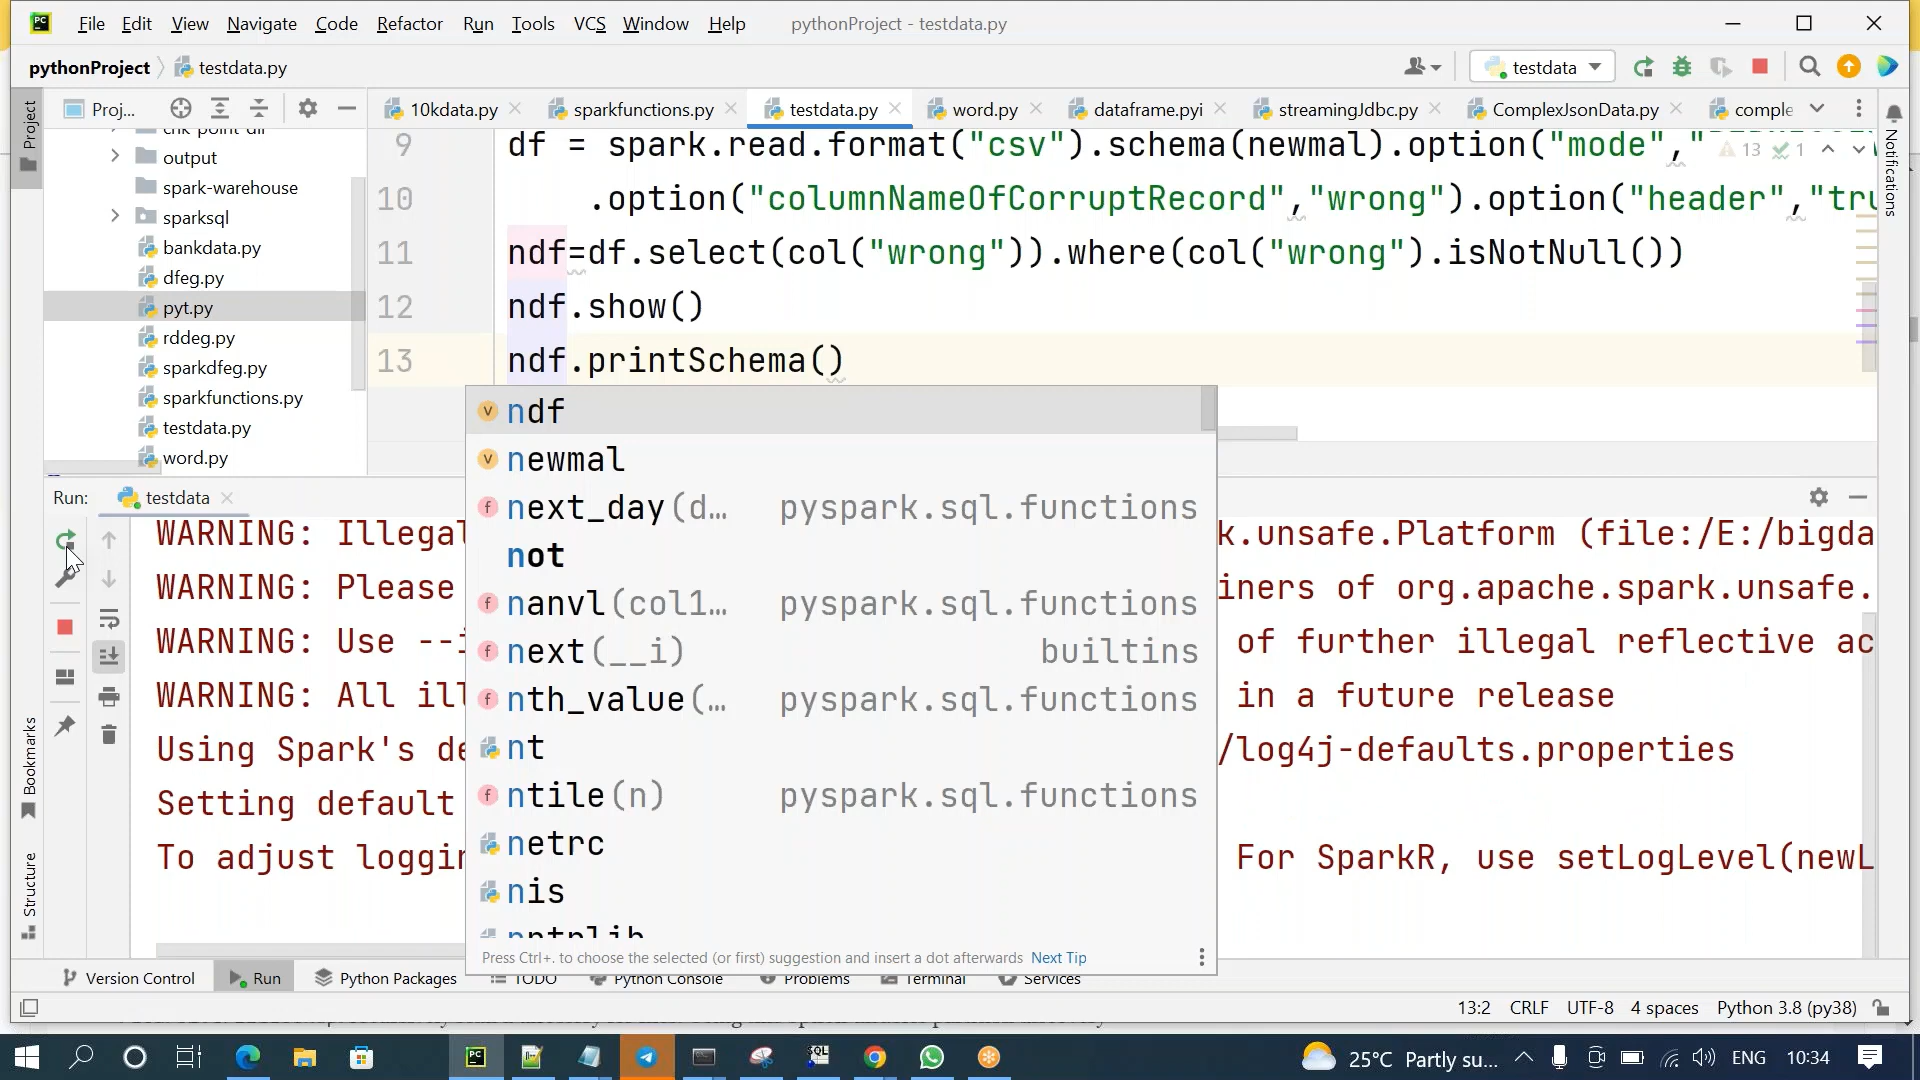 File Edit View Navigate Code Refactor Run Tools VCS Window Help pythonProject - testdata.py
pythonProject testdata.py
testdata
Project
Proj...
10kdata.py sparkfunctions.py testdata.py word.py dataframe.pyi streamingJdbc.py ComplexJsonData.py comple
Notifications
output
spark-warehouse
sparksql
bankdata.py
dfeg.py
pyt.py
rddeg.py
sparkdfeg.py
sparkfunctions.py
testdata.py
word.py
9 df = spark.read.format("csv").schema(newmal).option("mode","
13 1
10 .option("columnNameOfCorruptRecord","wrong").option("header","tru
11 ndf=df.select(col("wrong")).where(col("wrong").isNotNull())
12 ndf.show()
13 ndf.printSchema()
ndf
newmal
next_day(d... pyspark.sql.functions
not
nanvl(col1... pyspark.sql.functions
next(__i) builtins
nth_value(... pyspark.sql.functions
nt
ntile(n) pyspark.sql.functions
netrc
nis
Press Ctrl+. to choose the selected (or first) suggestion and insert a dot afterwards Next Tip
Run: testdata
WARNING: Illegal k.unsafe.Platform (file:/E:/bigda
WARNING: Please iners of org.apache.spark.unsafe.
WARNING: Use --i of further illegal reflective ac
WARNING: All ill in a future release
Using Spark's de /log4j-defaults.properties
Setting default
To adjust loggin For SparkR, use setLogLevel(newL
Bookmarks
Structure
Version Control Run Python Packages TODO Python Console Problems Terminal Services
13:2 CRLF UTF-8 4 spaces Python 3.8 (py38)
25°C Partly su... ENG 10:34